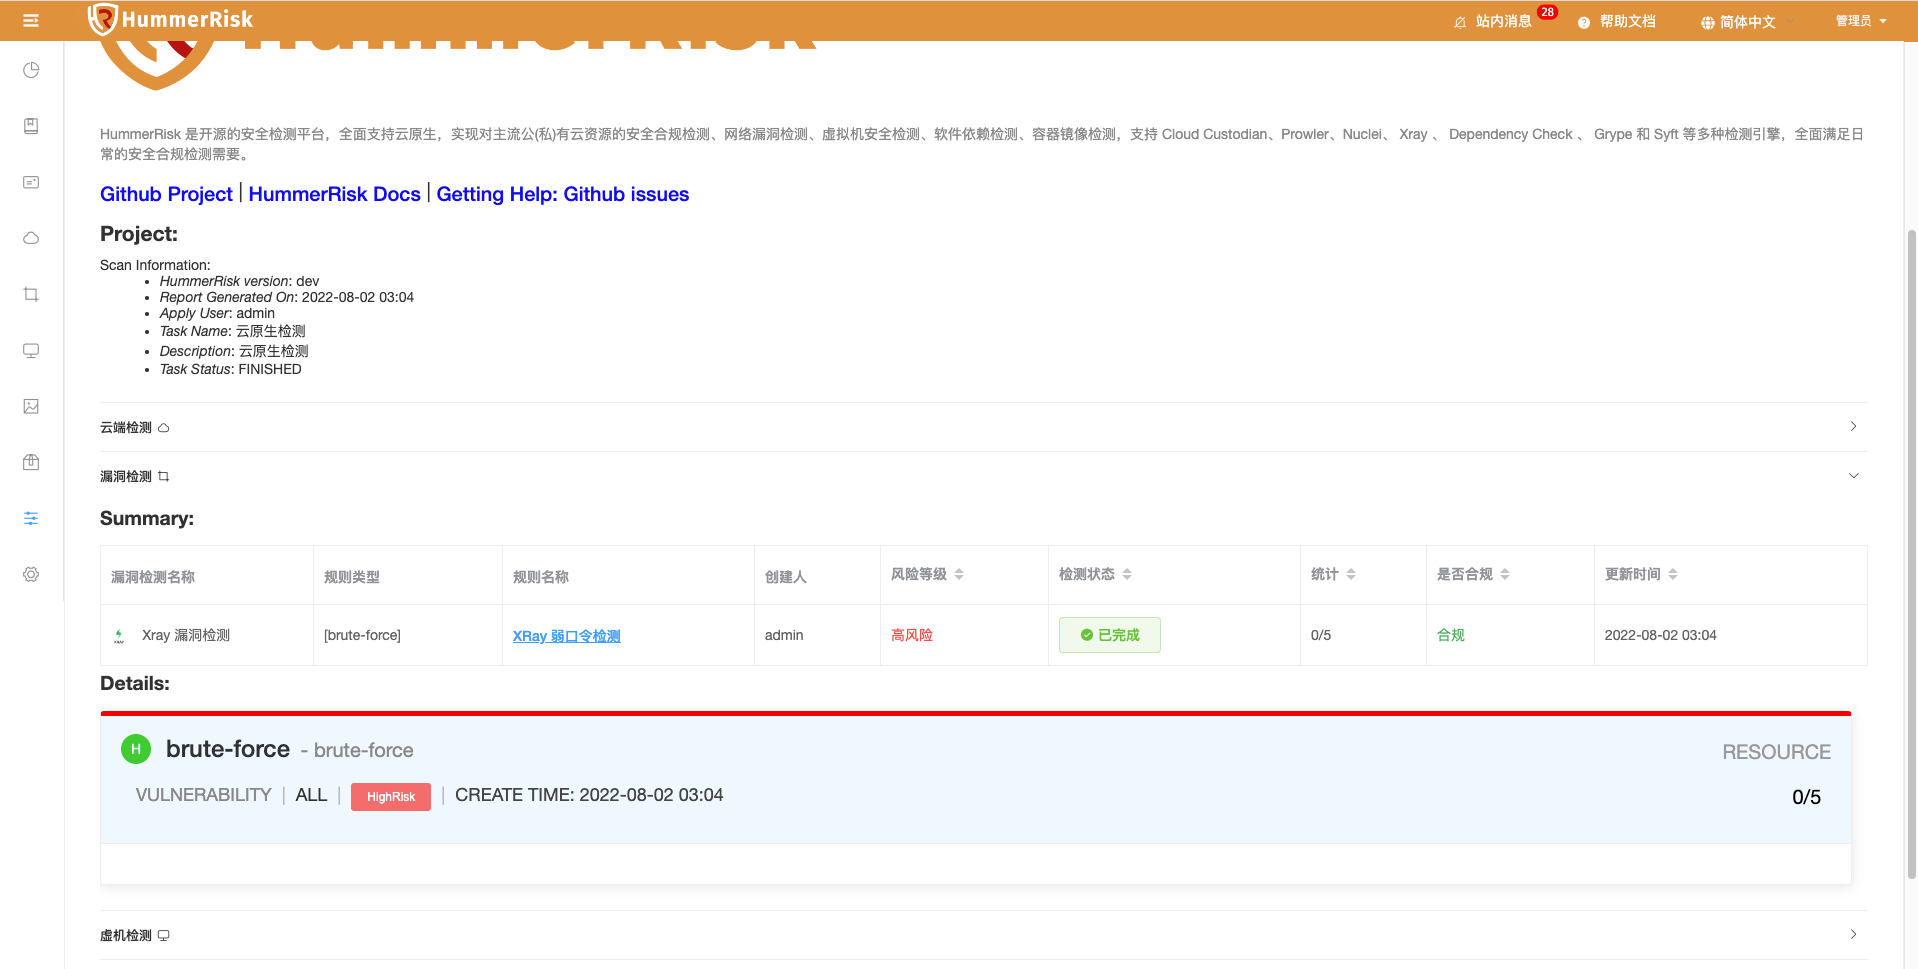 HummerRisk
站内消息
28
帮助文档
简体中文
管理员
HummerRisk
HummerRisk 是开源的安全检测平台，全面支持云原生，实现对主流公(私)有云资源的安全合规检测、网络漏洞检测、虚拟机安全检测、软件依赖检测、容器镜像检测，支持 Cloud Custodian、Prowler、Nuclei、 Xray 、 Dependency Check 、 Grype 和 Syft 等多种检测引擎，全面满足日
常的安全合规检测需要。
Github Project | HummerRisk Docs | Getting Help: Github issues
Project:
Scan Information:
• HummerRisk version: dev
• Report Generated On: 2022-08-02 03:04
• Apply User: admin
• Task Name: 云原生检测
• Description: 云原生检测
• Task Status: FINISHED
云端检测
漏洞检测
Summary:
漏洞检测名称 规则类型 规则名称 创建人 风险等级 检测状态 统计 是否合规 更新时间
XRAY Xray 漏洞检测 [brute-force] XRay 弱口令检测 admin 高风险 已完成 0/5 合规 2022-08-02 03:04
Details:
H brute-force - brute-force RESOURCE
VULNERABILITY | ALL | HighRisk | CREATE TIME: 2022-08-02 03:04 0/5
虚机检测